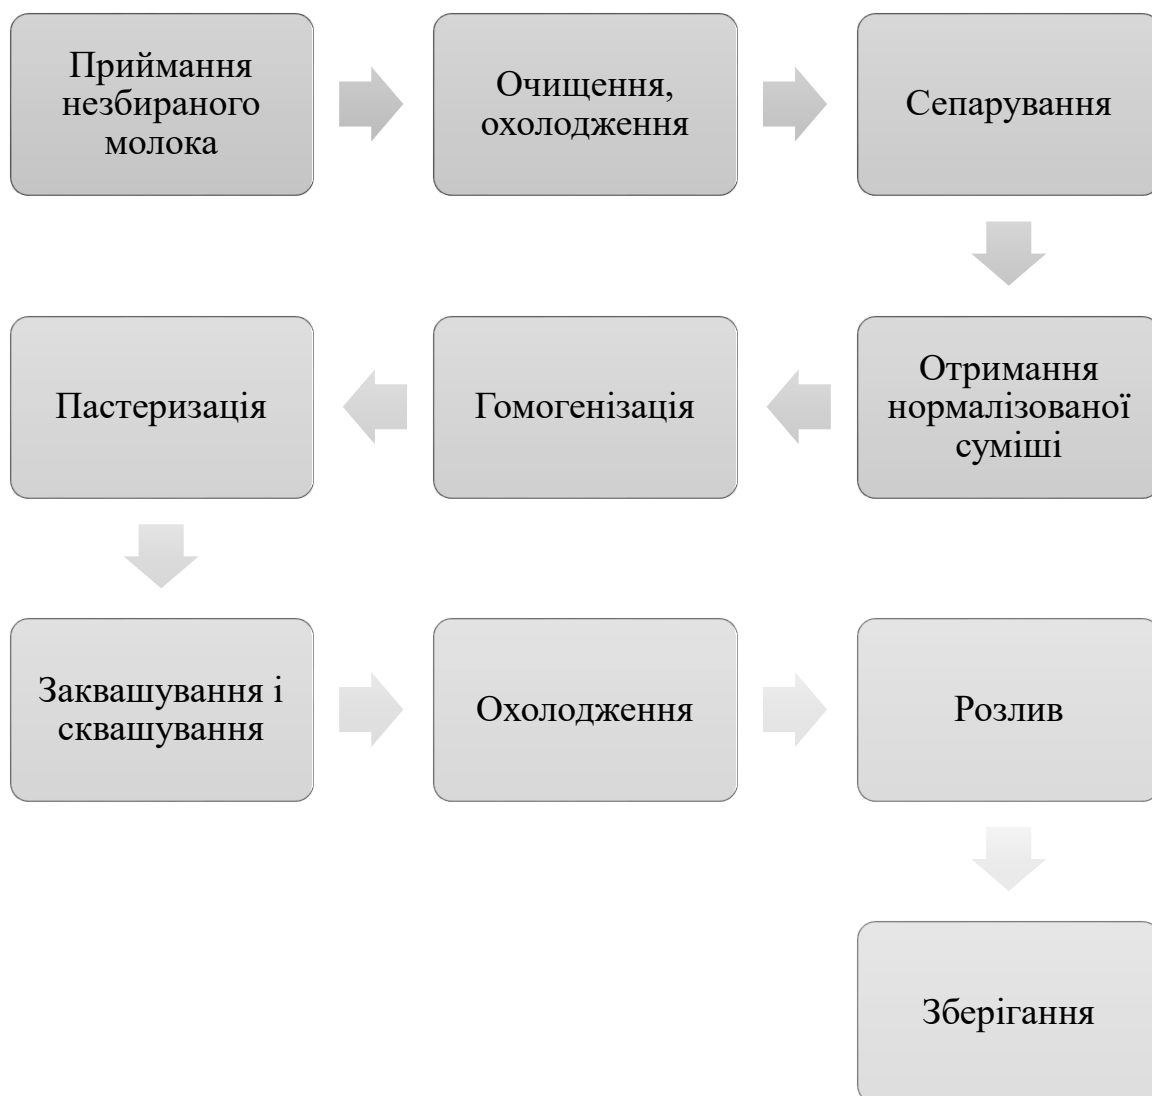 Приймання
незбираного
молока
Очищення,
охолодження
Сепарування
Отримання
нормалізованої
суміші
Гомогенізація
Пастеризація
Заквашування і
сквашування
Охолодження
Розлив
Зберігання